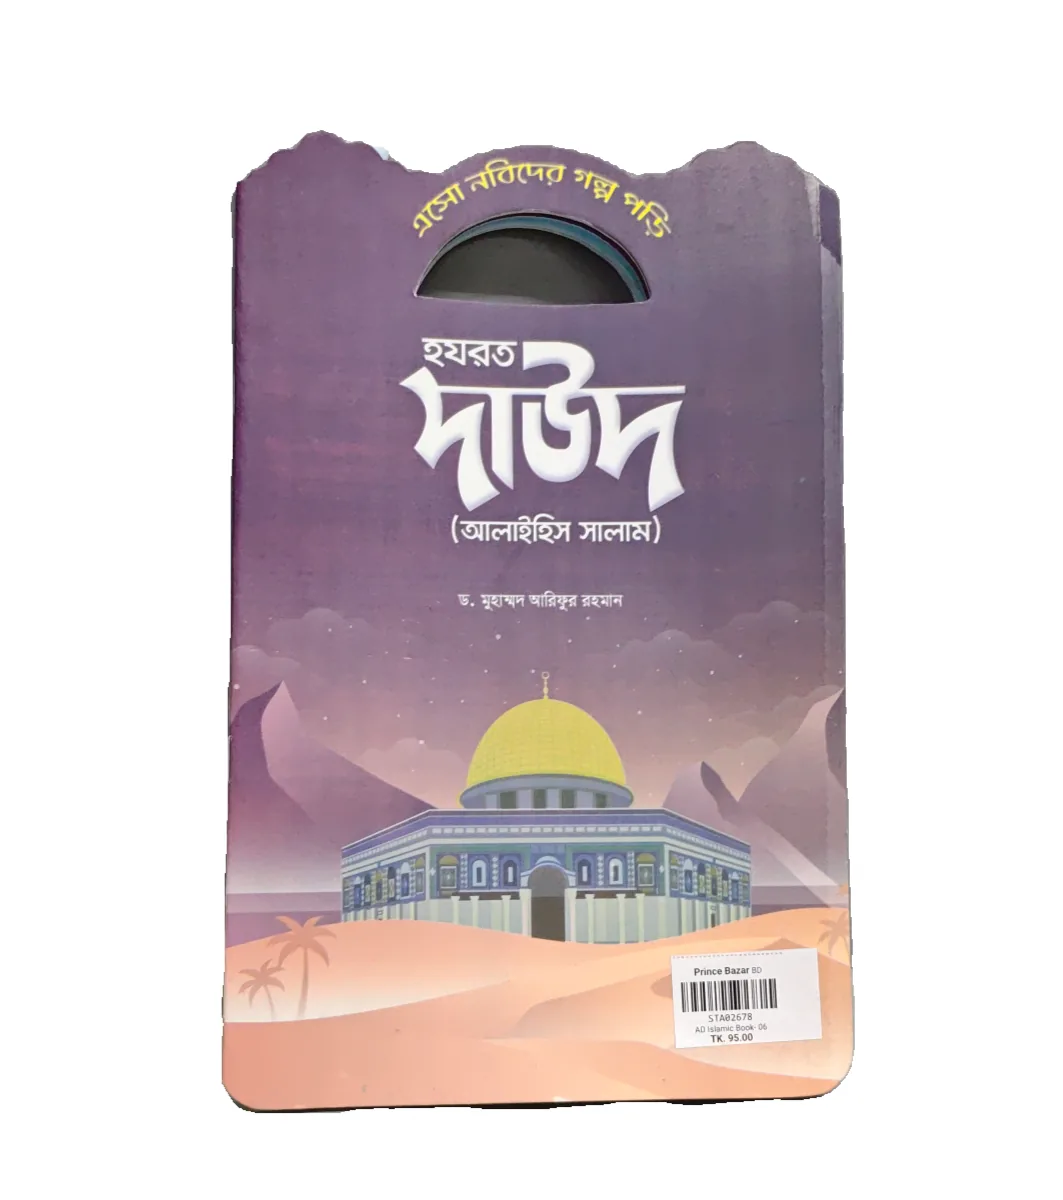 এসো নবিদের গল্প পড়ি
হযরত
দাউদ
(আলাইহিস সালাম)
ড. মুহাম্মদ আরিফুর রহমান
Prince Bazar BD
STA02678
AD Islamic Book- 06
TK. 95.00